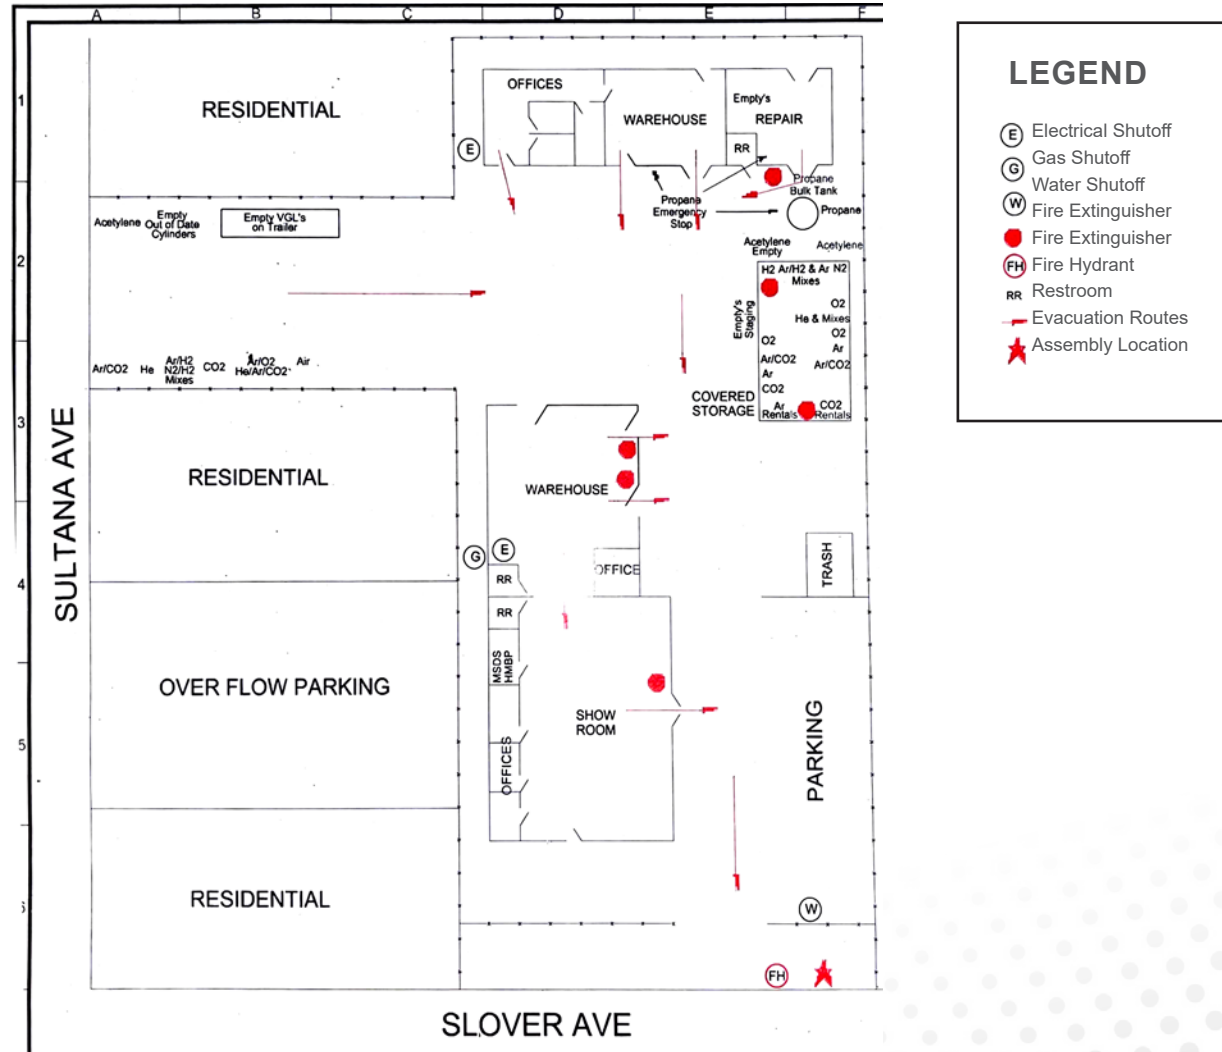 A B C D E F
1
2
3
4
5
RESIDENTIAL
OFFICES
WAREHOUSE
Empty's
REPAIR
RR
E
Propane
Bulk Tank
Propane
Emergency
Stop
Propane
Acetylene
Empty
Out of Date
Cylinders
Empty VGL's
on Trailer
Acetylene
Empty
Acetylene
H2 Ar/H2 & Ar N2
Mixes
O2
He & Mixes
O2
O2
Ar
Ar/CO2
Ar/CO2
Ar
CO2
Ar
Rentals
CO2
Rentals
Empty's
Staging
COVERED
STORAGE
Ar/CO2
He
Ar/H2
N2/H2
Mixes
CO2
Ar/O2
He/Ar/CO2
Air
SULTANA AVE
RESIDENTIAL
WAREHOUSE
G
E
RR
OFFICE
TRASH
RR
MSDS
HMBP
OVER FLOW PARKING
SHOW
ROOM
OFFICES
PARKING
RESIDENTIAL
W
FH
SLOVER AVE
LEGEND
E Electrical Shutoff
G Gas Shutoff
Water Shutoff
W Fire Extinguisher
Fire Extinguisher
FH Fire Hydrant
RR Restroom
Evacuation Routes
Assembly Location